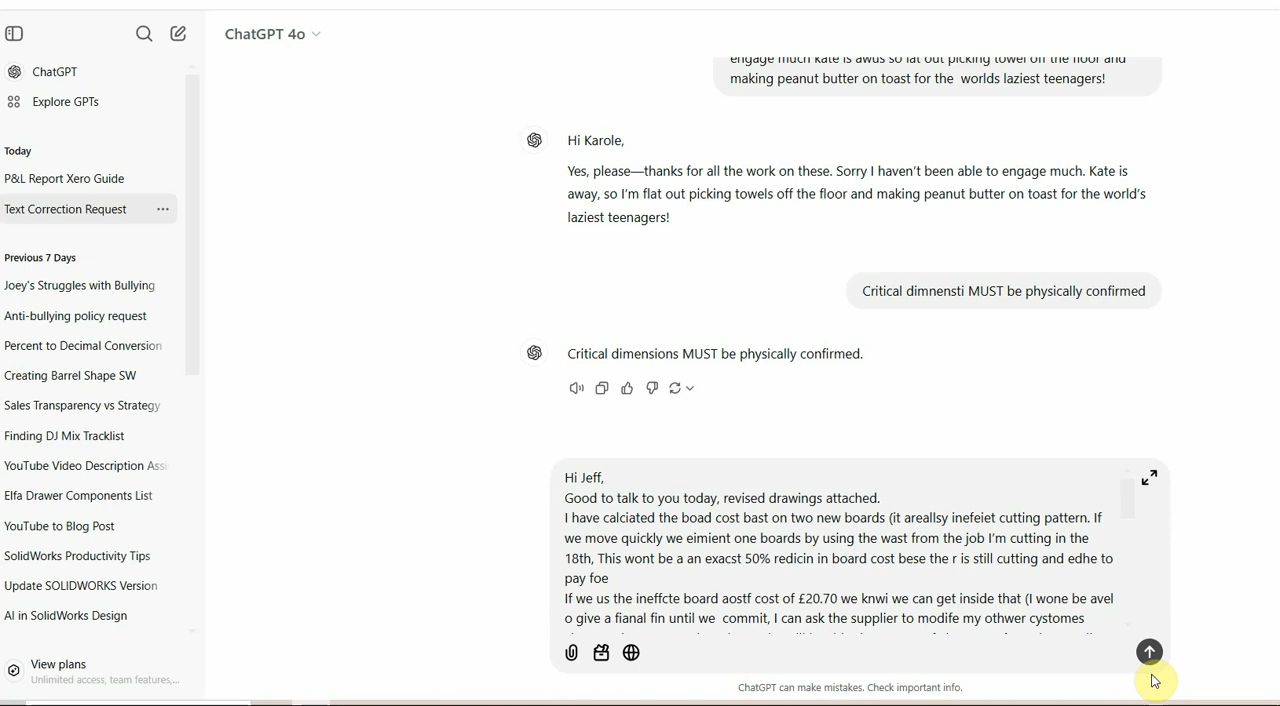 ChatGPT 4o
ChatGPT
Explore GPTs
Today
P&L Report Xero Guide
Text Correction Request
Previous 7 Days
Joey's Struggles with Bullying
Anti-bullying policy request
Percent to Decimal Conversion
Creating Barrel Shape SW
Sales Transparency vs Strategy
Finding DJ Mix Tracklist
YouTube Video Description Assi
Elfa Drawer Components List
YouTube to Blog Post
SolidWorks Productivity Tips
Update SOLIDWORKS Version
AI in SolidWorks Design
View plans
Unlimited access, team features,...
engage much kate is awus so lat out picking towel off the floor and
making peanut butter on toast for the  worlds laziest teenagers!
Hi Karole,
Yes, please—thanks for all the work on these. Sorry I haven't been able to engage much. Kate is
away, so I'm flat out picking towels off the floor and making peanut butter on toast for the world's
laziest teenagers!
Critical dimnensti MUST be physically confirmed
Critical dimensions MUST be physically confirmed.
Hi Jeff,
Good to talk to you today, revised drawings attached.
I have calciated the boad cost bast on two new boards (it areallsy inefeiet cutting pattern. If
we move quickly we eimient one boards by using the wast from the job I'm cutting in the
18th, This wont be a an exacst 50% redicin in board cost bese the r is still cutting and edhe to
pay foe
If we us the ineffcte board aostf cost of £20.70 we knwi we can get inside that (I wone be avel
o give a fianal fin until we  commit, I can ask the supplier to modife my othwer cystomes
ChatGPT can make mistakes. Check important info.